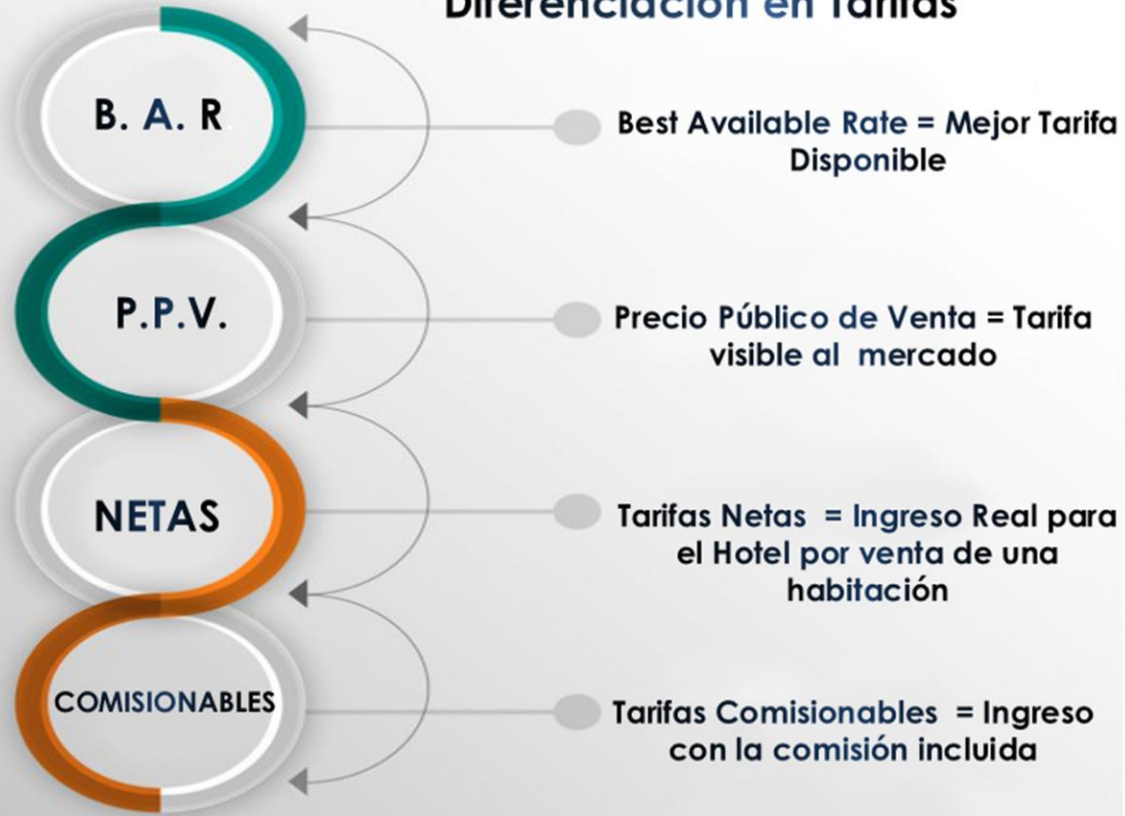 Diferenciación en Tarifas
B. A. R.
Best Available Rate = Mejor Tarifa
Disponible
P.P.V.
Precio Público de Venta = Tarifa
visible al mercado
NETAS
Tarifas Netas = Ingreso Real para
el Hotel por venta de una
habitación
COMISIONABLES
Tarifas Comisionables = Ingreso
con la comisión incluida